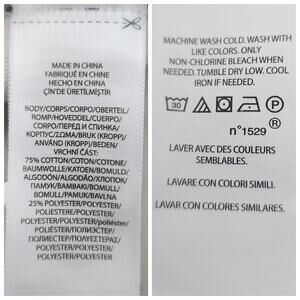 MADE IN CHINA
FABRIQUÉ EN CHINE
HECHO EN CHINA
ÇİN'DE ÜRETİLMİŞTİR
BODY/CORPS/CORPO/OBERTEIL/
ROMP/HOVEDDEL/CUERPO/
CORPO/ПЕРЕД И СПИНКА/
КОРПУС/ΣΩΜΑ/BRUK I (KROPP)/
ANVÄND (KROPP)/BEDEN/
VRCHNÍ ČÁST:
75% COTTON/COTON/COTONE/
BAUMWOLLE/KATOEN/BOMULD/
ALGODÓN/ALGODÃO/ХЛОПОК/
ПАМУК/ΒΑΜΒΑΚΙ/BOMULL/
BOMULL/PAMUK/BAVLNA
25% POLYESTER/POLYESTER/
POLIESTERE/POLYESTER/
POLYESTER/POLYESTER/poliéster/
POLIÉSTER/ПОЛИЭСТЕР/
ПОЛИЕСТЕР/ΠΟΛΥΕΣΤΕΡΑΣ/
POLYESTER/POLYESTER/
POLYESTER/POLYESTER
MACHINE WASH COLD. WASH WITH
LIKE COLORS. ONLY
NON-CHLORINE BLEACH WHEN
NEEDED. TUMBLE DRY LOW. COOL
IRON IF NEEDED.
30
P
®
n°1529
LAVER AVEC DES COULEURS
SEMBLABLES.
LAVARE CON COLORI SIMILI.
LAVAR CON COLORES SIMILARES.